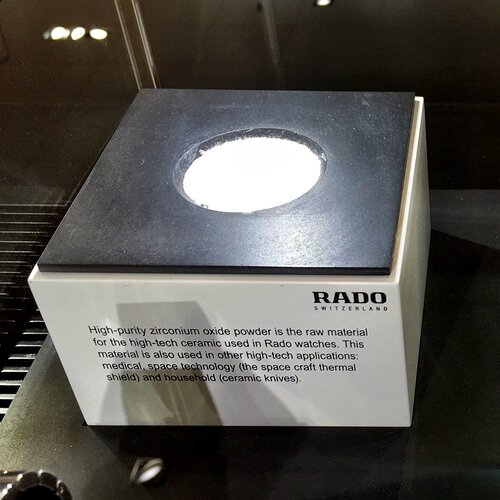 RADO
SWITZERLAND
High-purity zirconium oxide powder is the raw material
for the high-tech ceramic used in Rado watches. This
material is also used in other high-tech applications:
medical, space technology (the space craft thermal
shield) and household (ceramic knives).